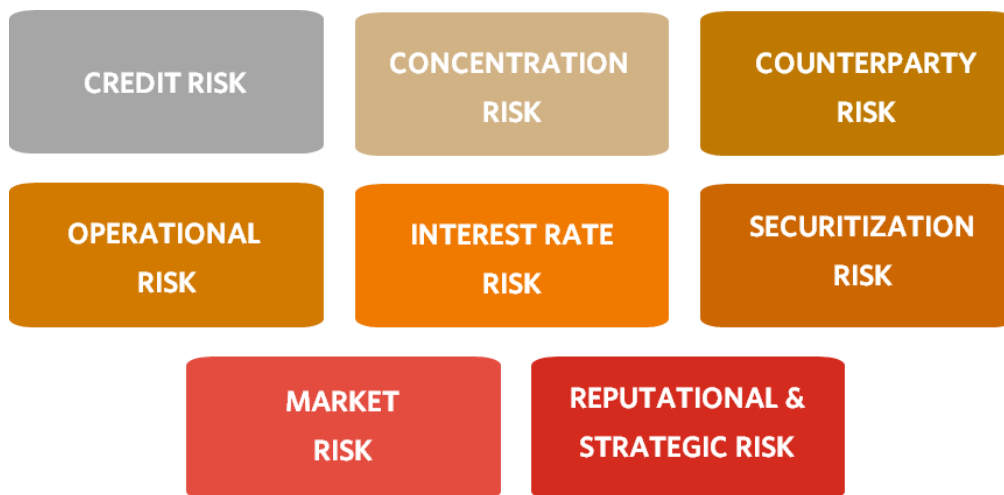 CREDIT RISK
CONCENTRATION
RISK
COUNTERPARTY
RISK
OPERATIONAL
RISK
INTEREST RATE
RISK
SECURITIZATION
RISK
MARKET
RISK
REPUTATIONAL &
STRATEGIC RISK